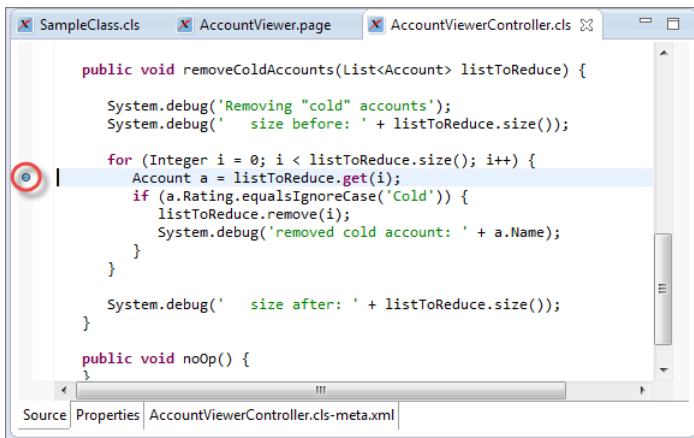 SampleClass.cls AccountViewer.page AccountViewerController.cls
public void removeColdAccounts(List<Account> listToReduce) {
System.debug('Removing "cold" accounts');
System.debug('   size before: ' + listToReduce.size());
for (Integer i = 0; i < listToReduce.size(); i++) {
Account a = listToReduce.get(i);
if (a.Rating.equalsIgnoreCase('Cold')) {
listToReduce.remove(i);
System.debug('removed cold account: ' + a.Name);
}
}
System.debug('   size after: ' + listToReduce.size());
}
public void noOp() {
}
Source Properties AccountViewerController.cls-meta.xml